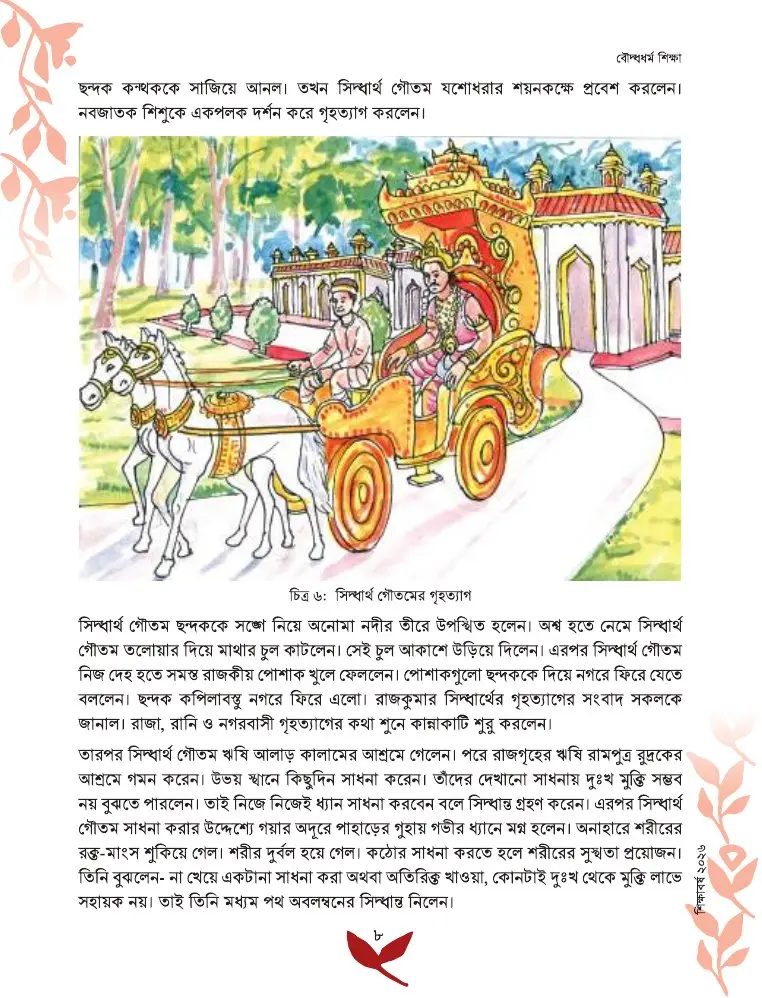 বৌদ্ধধর্ম শিক্ষা
ছন্দক কন্থককে সাজিয়ে আনল। তখন সিদ্ধার্থ গৌতম যশোধরার শয়নকক্ষে প্রবেশ করলেন।
নবজাতক শিশুকে একপলক দর্শন করে গৃহত্যাগ করলেন।
চিত্র ৬: সিদ্ধার্থ গৌতমের গৃহত্যাগ
সিদ্ধার্থ গৌতম ছন্দককে সঙ্গে নিয়ে অনোমা নদীর তীরে উপস্থিত হলেন। অশ্ব হতে নেমে সিদ্ধার্থ
গৌতম তলোয়ার দিয়ে মাথার চুল কাটলেন। সেই চুল আকাশে উড়িয়ে দিলেন। এরপর সিদ্ধার্থ গৌতম
নিজ দেহ হতে সমস্ত রাজকীয় পোশাক খুলে ফেললেন। পোশাকগুলো ছন্দককে দিয়ে নগরে ফিরে যেতে
বললেন। ছন্দক কপিলাবস্তু নগরে ফিরে এলো। রাজকুমার সিদ্ধার্থের গৃহত্যাগের সংবাদ সকলকে
জানাল। রাজা, রানি ও নগরবাসী গৃহত্যাগের কথা শুনে কান্নাকাটি শুরু করলেন।
তারপর সিদ্ধার্থ গৌতম ঋষি আলাড় কালামের আশ্রমে গেলেন। পরে রাজগৃহের ঋষি রামপুত্র রুদ্রকের
আশ্রমে গমন করেন। উভয় স্থানে কিছুদিন সাধনা করেন। তাঁদের দেখানো সাধনায় দুঃখ মুক্তি সম্ভব
নয় বুঝতে পারলেন। তাই নিজে নিজেই ধ্যান সাধনা করবেন বলে সিদ্ধান্ত গ্রহণ করেন। এরপর সিদ্ধার্থ
গৌতম সাধনা করার উদ্দেশ্যে গয়ার অদূরে পাহাড়ের গুহায় গভীর ধ্যানে মগ্ন হলেন। অনাহারে শরীরের
রক্ত-মাংস শুকিয়ে গেল। শরীর দুর্বল হয়ে গেল। কঠোর সাধনা করতে হলে শরীরের সুস্থতা প্রয়োজন।
তিনি বুঝলেন- না খেয়ে একটানা সাধনা করা অথবা অতিরিক্ত খাওয়া, কোনটাই দুঃখ থেকে মুক্তি লাভে
সহায়ক নয়। তাই তিনি মধ্যম পথ অবলম্বনের সিদ্ধান্ত নিলেন।
শিক্ষাবর্ষ ২০২৬
৮